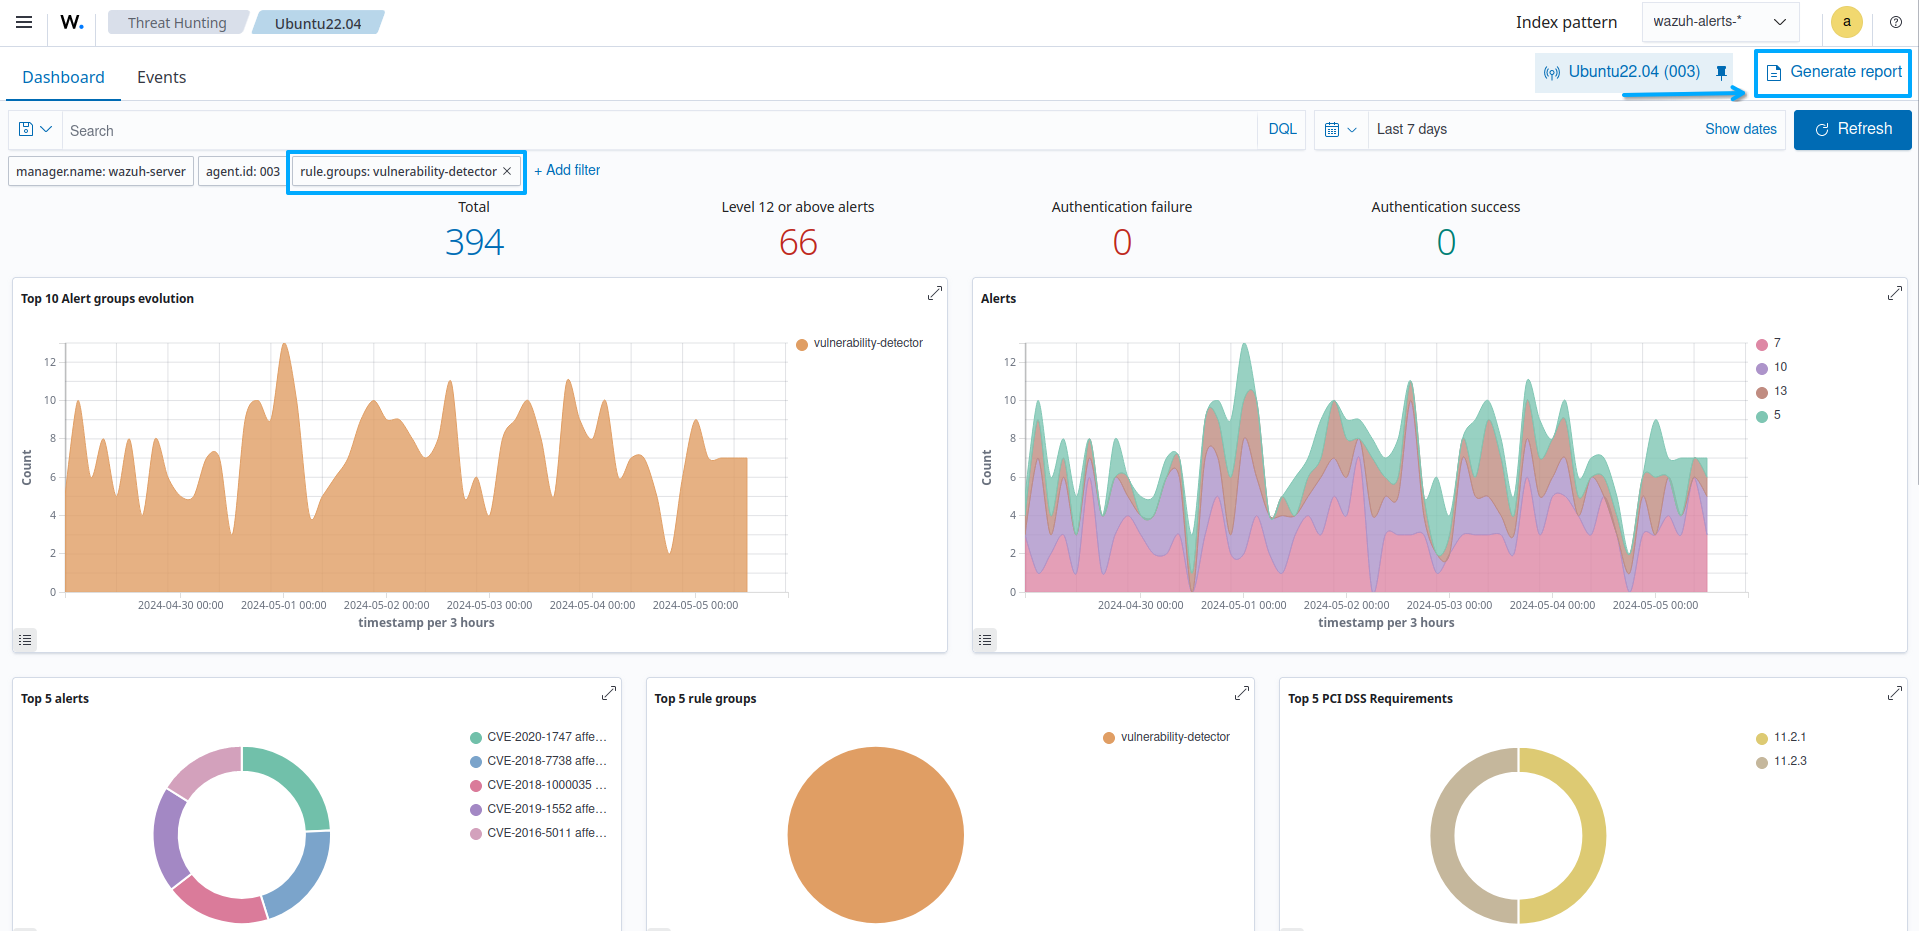 W.
Threat Hunting
Ubuntu22.04
Index pattern
wazuh-alerts-*
a
Dashboard
Events
Ubuntu22.04 (003)
Generate report
Search
DQL
Last 7 days
Show dates
Refresh
manager.name: wazuh-server
agent.id: 003
rule.groups: vulnerability-detector ×
+ Add filter
Total
394
Level 12 or above alerts
66
Authentication failure
0
Authentication success
0
Top 10 Alert groups evolution
Count
12
10
8
6
4
2
0
2024-04-30 00:00
2024-05-01 00:00
2024-05-02 00:00
2024-05-03 00:00
2024-05-04 00:00
2024-05-05 00:00
timestamp per 3 hours
vulnerability-detector
Alerts
Count
12
10
8
6
4
2
0
2024-04-30 00:00
2024-05-01 00:00
2024-05-02 00:00
2024-05-03 00:00
2024-05-04 00:00
2024-05-05 00:00
timestamp per 3 hours
7
10
13
5
Top 5 alerts
CVE-2020-1747 affe...
CVE-2018-7738 affe...
CVE-2018-1000035 ...
CVE-2019-1552 affe...
CVE-2016-5011 affe...
Top 5 rule groups
vulnerability-detector
Top 5 PCI DSS Requirements
11.2.1
11.2.3